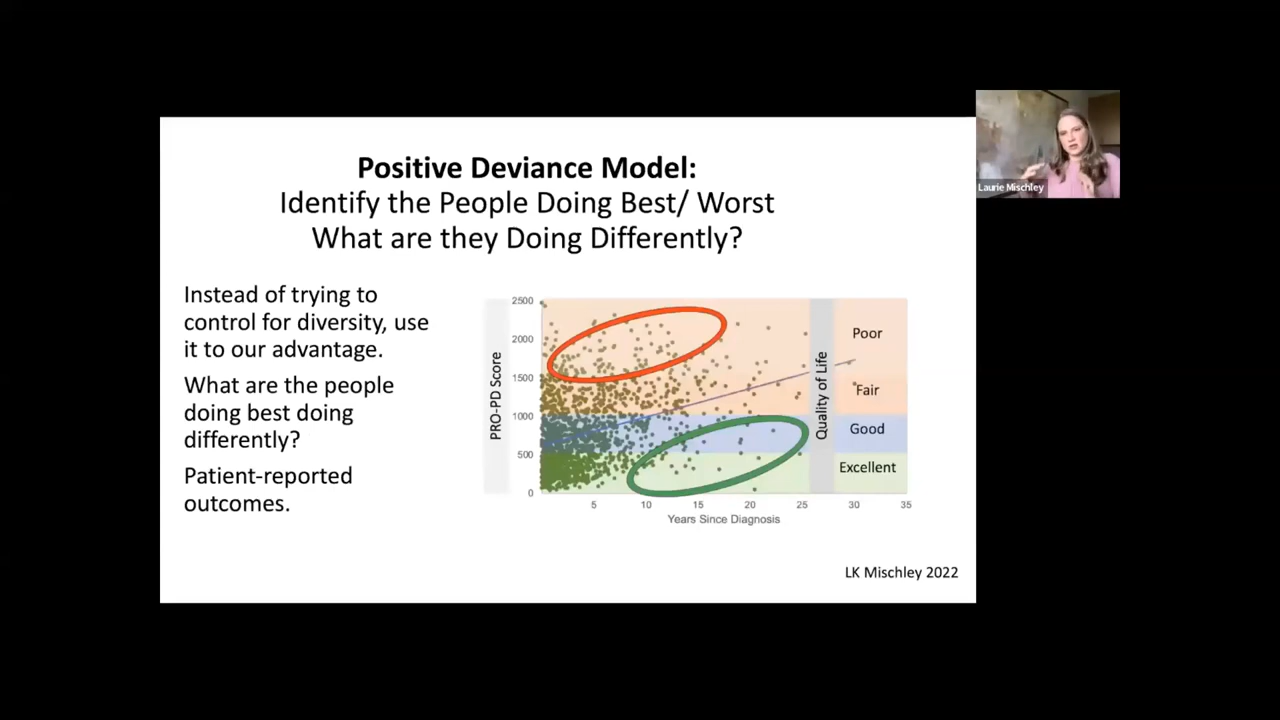 Positive Deviance Model:
Identify the People Doing Best/ Worst
What are they Doing Differently?
Instead of trying to
control for diversity, use
it to our advantage.
What are the people
doing best doing
differently?
Patient-reported
outcomes.
PRO-PD Score
2500
2000
1500
1000
500
0
5
10
15
20
25
30
35
Years Since Diagnosis
Quality of Life
Poor
Fair
Good
Excellent
LK Mischley 2022
Laurie Mischley